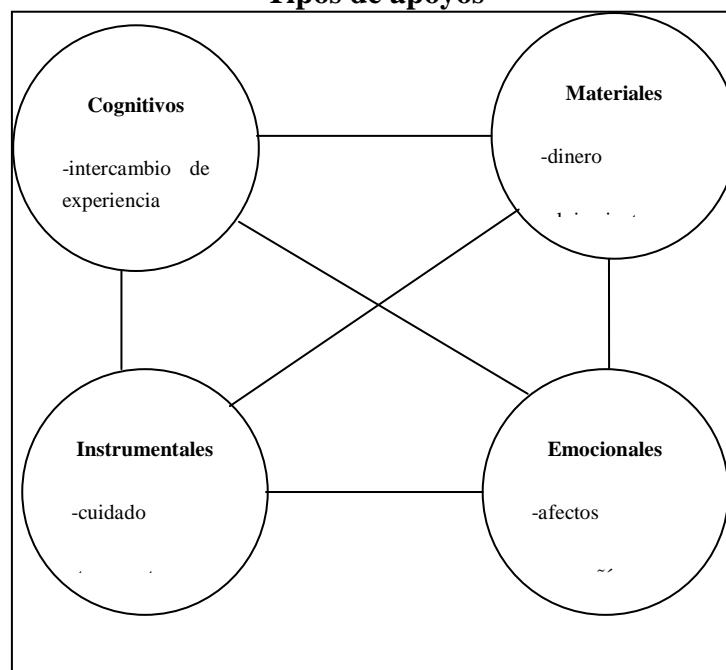 Tipos de apoyos
Cognitivos
-intercambio de
experiencia
Materiales
-dinero
Instrumentales
-cuidado
Emocionales
-afectos